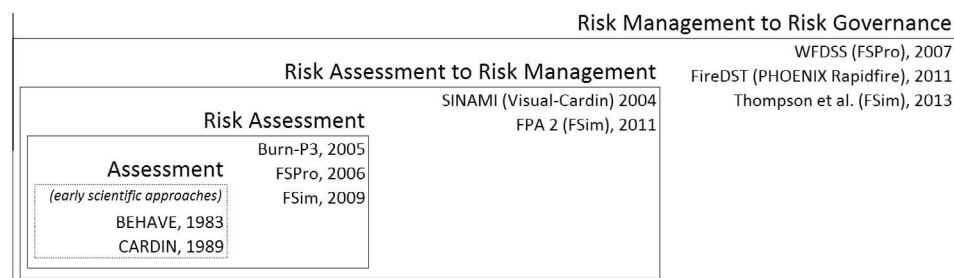 Risk Management to Risk Governance
WFDSS (FSPro), 2007
FireDST (PHOENIX Rapidfire), 2011
Thompson et al. (FSim), 2013
Risk Assessment to Risk Management
SINAMI (Visual-Cardin) 2004
FPA 2 (FSim), 2011
Risk Assessment
Burn-P3, 2005
FSPro, 2006
FSim, 2009
Assessment
(early scientific approaches)
BEHAVE, 1983
CARDIN, 1989